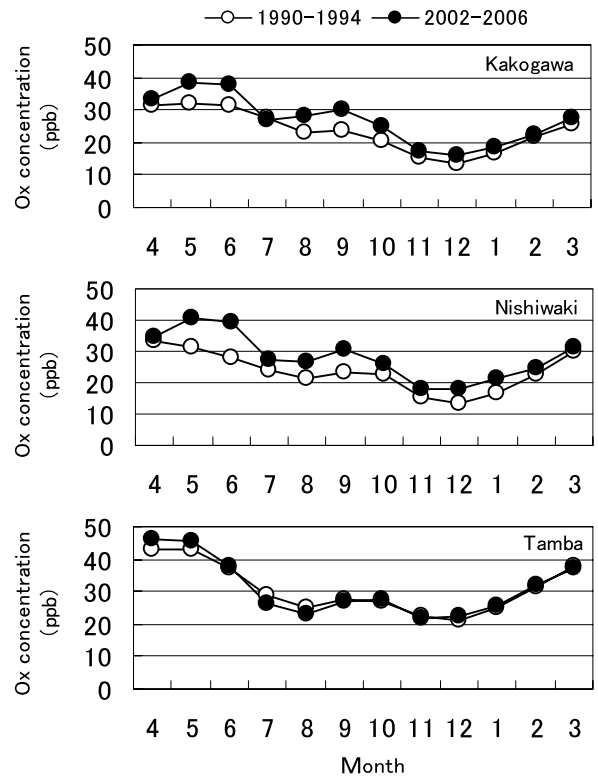 1990-1994 2002-2006
Ox concentration
(ppb)
50
40
30
20
10
0
Kakogawa
4 5 6 7 8 9 10 11 12 1 2 3
Ox concentration
(ppb)
50
40
30
20
10
0
Nishiwaki
4 5 6 7 8 9 10 11 12 1 2 3
Ox concentration
(ppb)
50
40
30
20
10
0
Tamba
4 5 6 7 8 9 10 11 12 1 2 3
Month